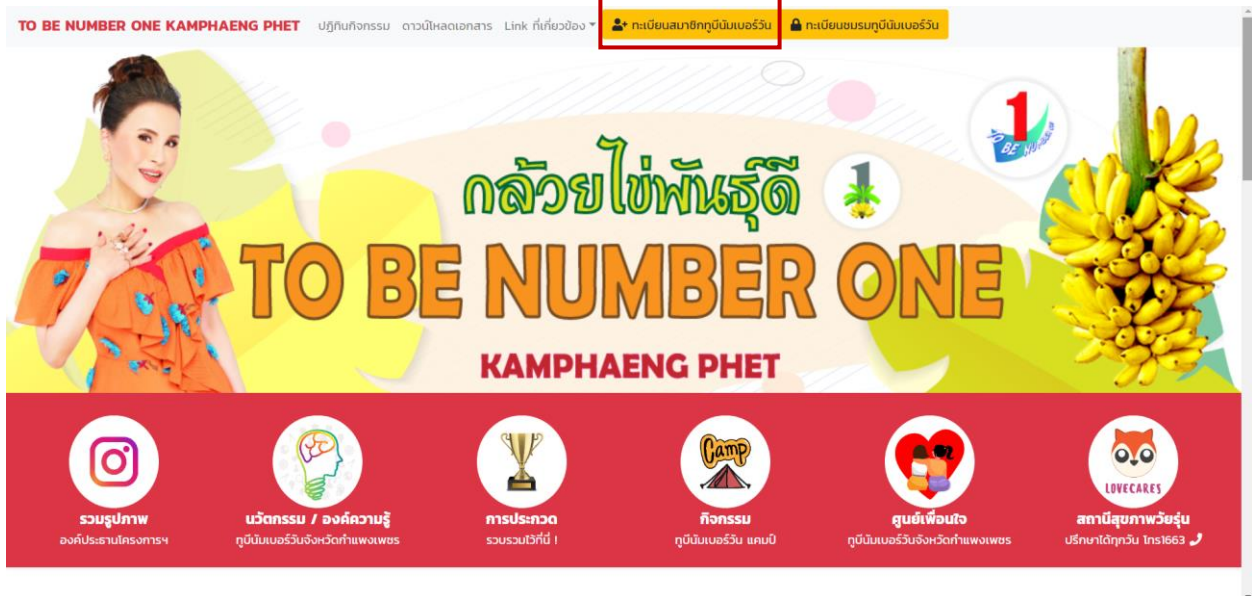 TO BE NUMBER ONE KAMPHAENG PHET ปฏิทินกิจกรรม ดาวน์โหลดเอกสาร Link ที่เกี่ยวข้อง ทะเบียนสมาชิกทูบีนัมเบอร์วัน ทะเบียนชมรมทูบีนัมเบอร์วัน
1
TO BE NUMBER ONE
กล้วยไข่พันธุ์ดี 1
TO BE NUMBER ONE
KAMPHAENG PHET
Camp
LOVECARES
รวมรูปภาพ นวัตกรรม / องค์ความรู้ การประกวด กิจกรรม ศูนย์เพื่อนใจ สถานีสุขภาพวัยรุ่น
องค์ประธานโครงการฯ ทูบีนัมเบอร์วันจังหวัดกำแพงเพชร รวบรวมไว้ที่นี่ ! ทูบีนัมเบอร์วัน แคมป์ ทูบีนัมเบอร์วันจังหวัดกำแพงเพชร ปรึกษาได้ทุกวัน โทร1663